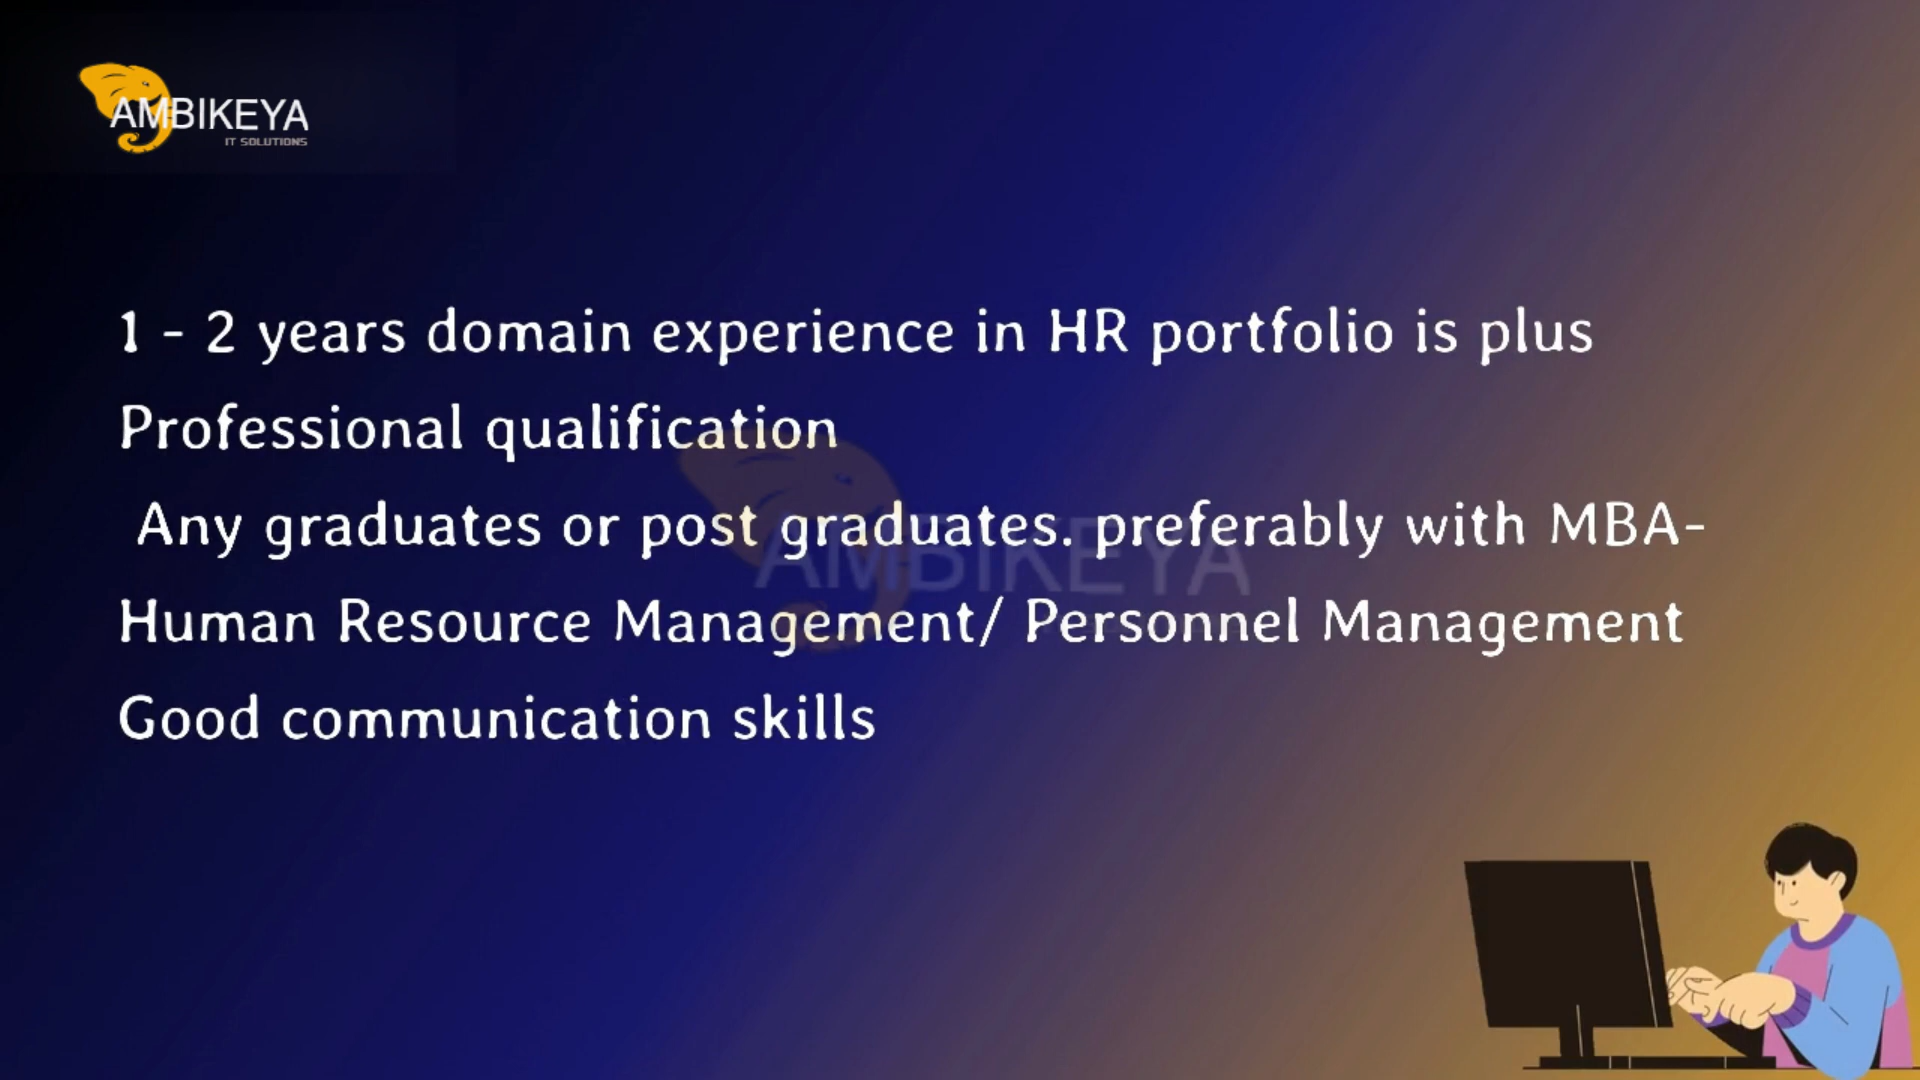 AMBIKEYA
IT SOLUTIONS
1 - 2 years domain experience in HR portfolio is plus
Professional qualification
Any graduates or post graduates. preferably with MBA-
Human Resource Management/ Personnel Management
Good communication skills
AMBIKEYA